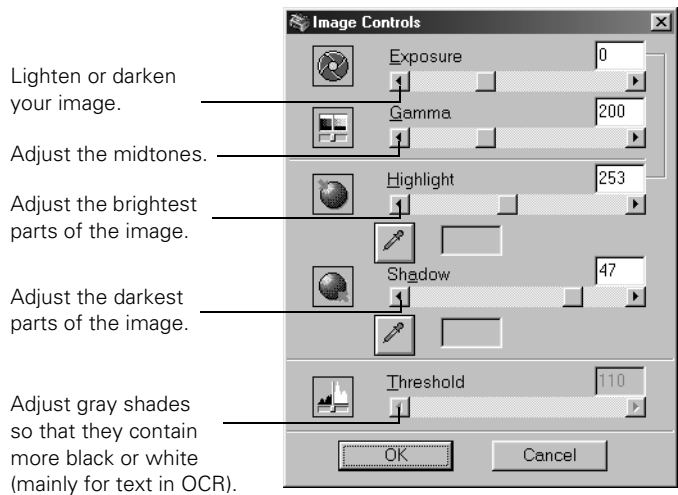 Image Controls
Exposure
0
Lighten or darken
your image.
Gamma
200
Adjust the midtones.
Highlight
253
Adjust the brightest
parts of the image.
Shadow
47
Adjust the darkest
parts of the image.
Threshold
110
Adjust gray shades
so that they contain
more black or white
(mainly for text in OCR).
OK
Cancel